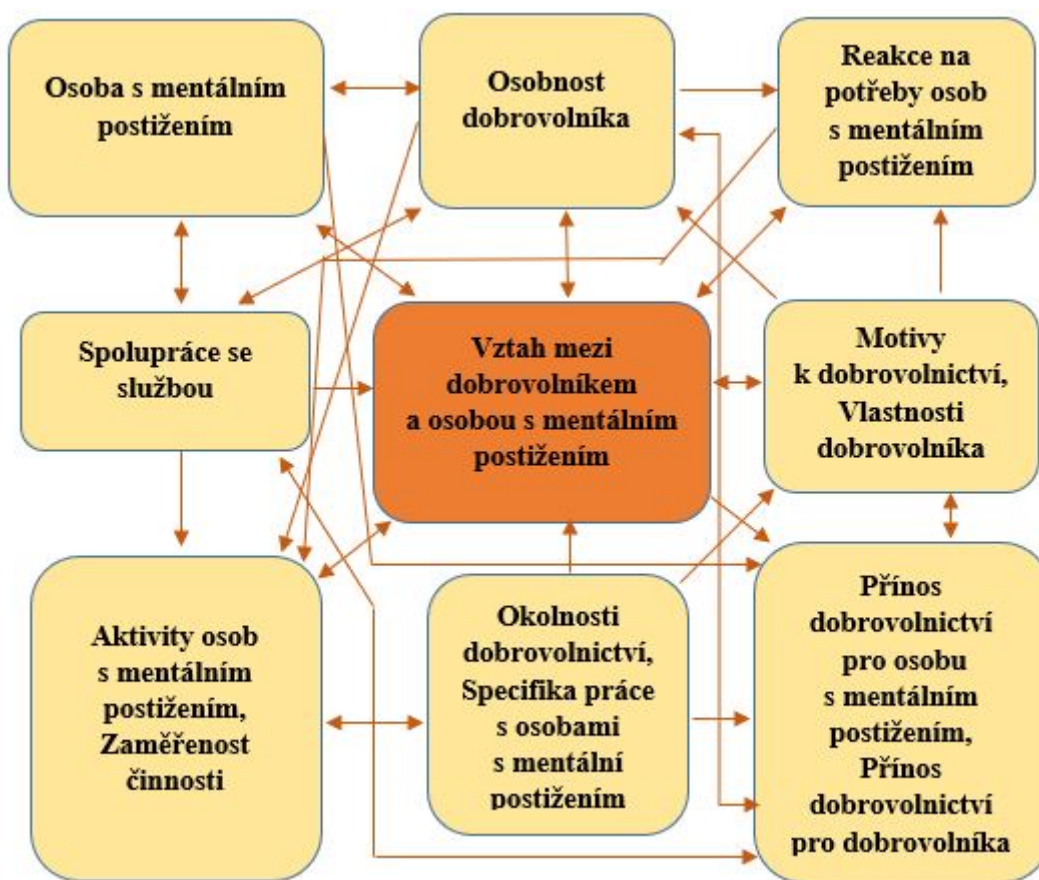 Osoba s mentálním
postižením
Osobnost
dobrovolníka
Reakce na
potřeby osob
s mentálním
postižením
Spolupráce se
službou
Vztah mezi
dobrovolníkem
a osobou s mentálním
postižením
Motivy
k dobrovolnictví,
Vlastnosti
dobrovolníka
Aktivity osob
s mentálním
postižením,
Zaměřenost
činnosti
Okolnosti
dobrovolnictví,
Specifika práce
s osobami
s mentální
postižením
Přínos
dobrovolnictví
pro osobu
s mentálním
postižením,
Přínos
dobrovolnictví
pro dobrovolníka